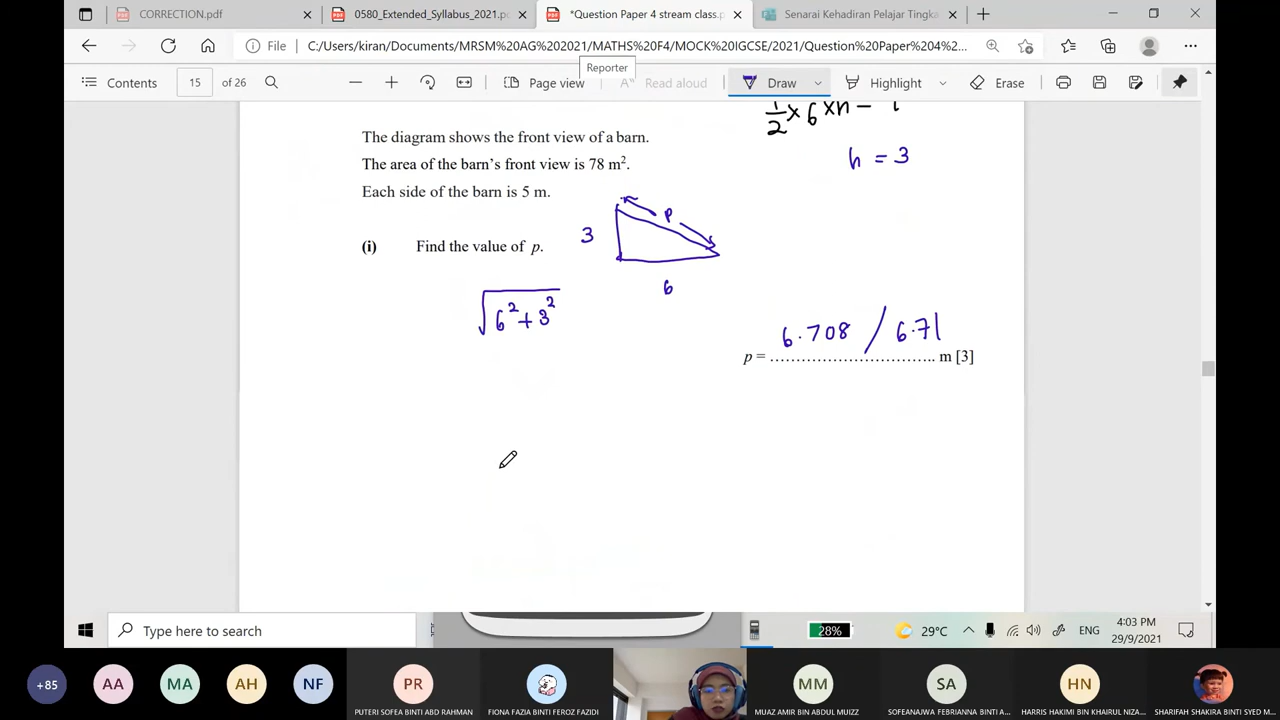 CORRECTION.pdf
0580_Extended_Syllabus_2021.p
*Question Paper 4 stream class.p
Senarai Kehadiran Pelajar Tingka
File
C:/Users/kiran/Documents/MRSM%20AG%202021/MATHS%20F4/MOCK%20IGCSE/2021/Question%20Paper%204%2...
Reporter
Contents
15
of 26
Page view
Read aloud
Draw
Highlight
Erase
1/2 × 6 × h =
h = 3
The diagram shows the front view of a barn.
The area of the barn's front view is 78 m².
Each side of the barn is 5 m.
3
p
6
(i) Find the value of p.
√6² + 3²
6.708 / 6.71
p = ………………………………….. m [3]
Type here to search
28%
29°C
ENG
4:03 PM
29/9/2021
+85
AA
MA
AH
NF
PR
PUTERI SOFEA BINTI ABD RAHMAN
FIONA FAZIA BINTI FEROZ FAZIDI
MM
MUAZ AMIR BIN ABDUL MUIZZ
SA
SOFEANAJWA FEBRIANNA BINTI A...
HN
HARRIS HAKIMI BIN KHAIRUL NIZA...
SHARIFAH SHAKIRA BINTI SYED M...